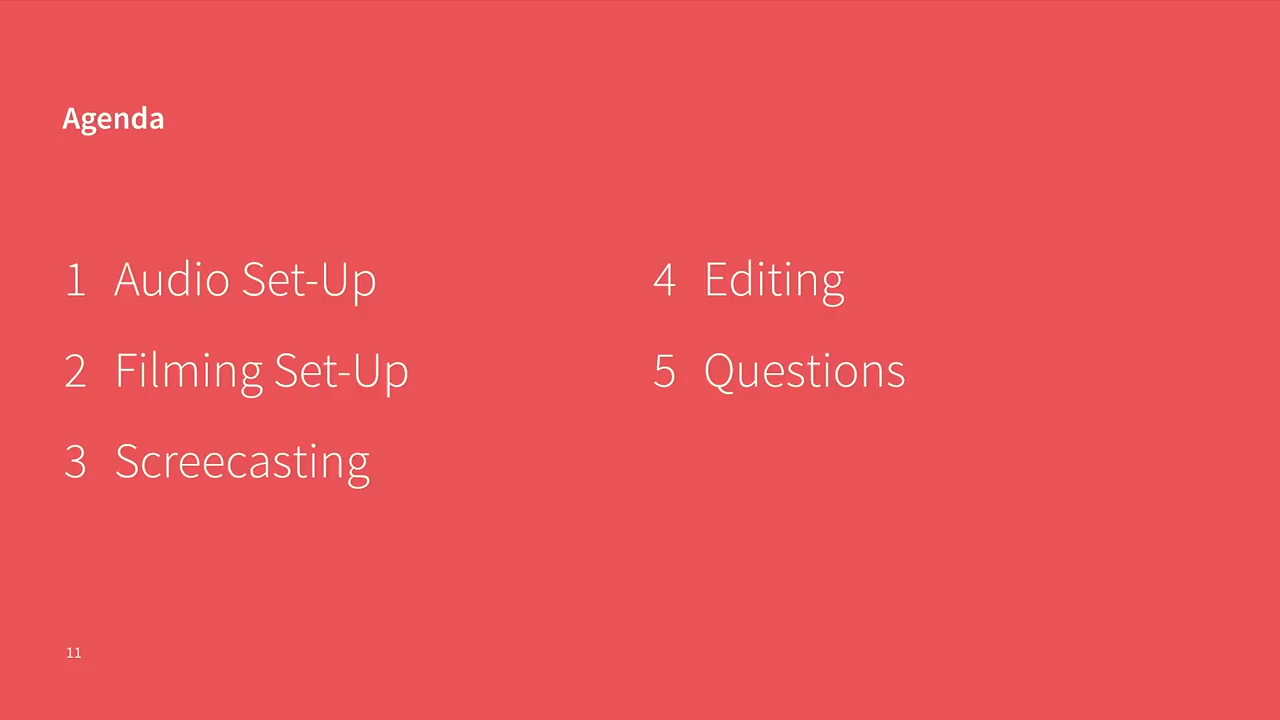 Agenda
1 Audio Set-Up
2 Filming Set-Up
3 Screecasting
4 Editing
5 Questions
11